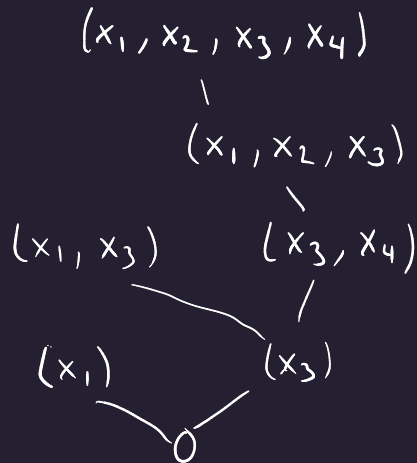 (x₁, x₂, x₃, x₄)
(x₁, x₂, x₃)
(x₁, x₃) (x₃, x₄)
(x₁) (x₃)
0